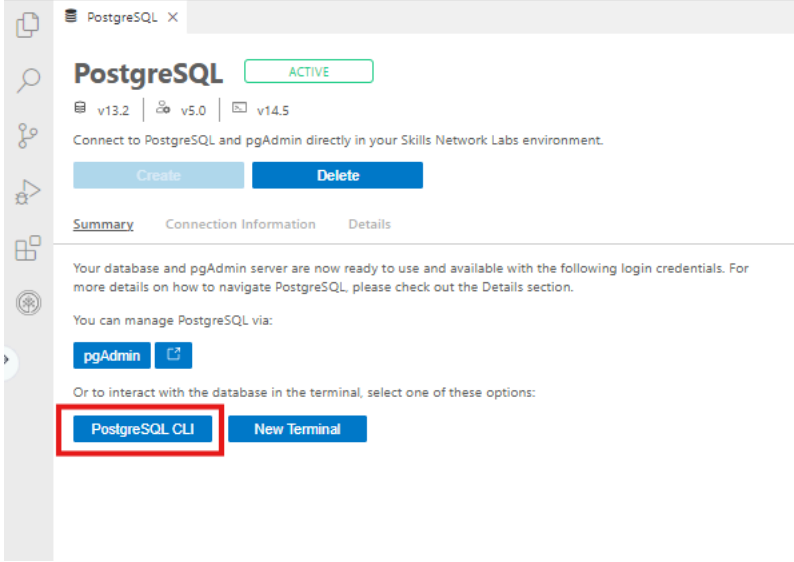 PostgreSQL
PostgreSQL ACTIVE
v13.2 v5.0 v14.5
Connect to PostgreSQL and pgAdmin directly in your Skills Network Labs environment.
Create Delete
Summary Connection Information Details
Your database and pgAdmin server are now ready to use and available with the following login credentials. For
more details on how to navigate PostgreSQL, please check out the Details section.
You can manage PostgreSQL via:
pgAdmin
Or to interact with the database in the terminal, select one of these options:
PostgreSQL CLI New Terminal